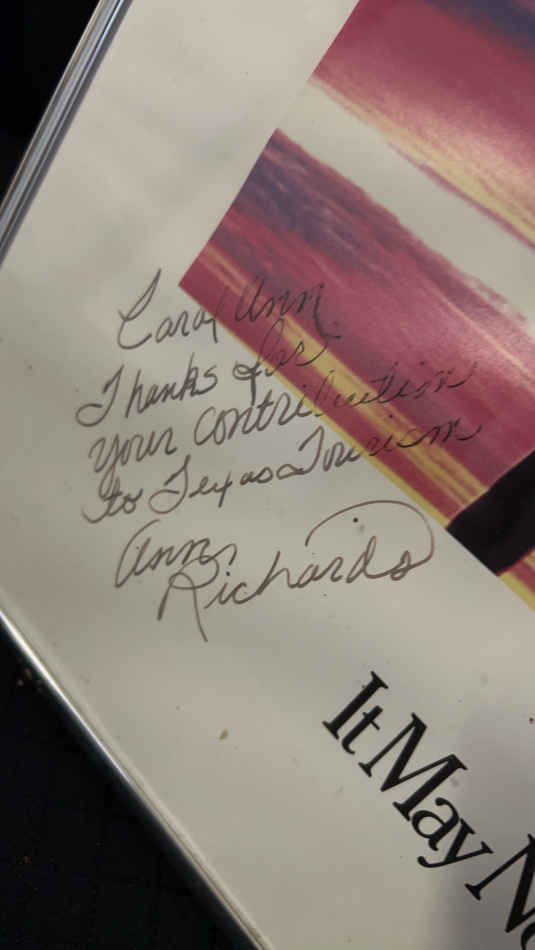 Carol Ann
Thanks for
your contribution
to Texas Tourism
Ann
Richards
It May